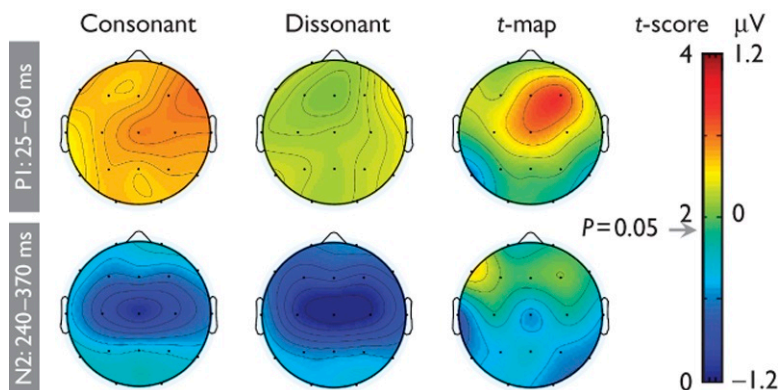 Consonant Dissonant t-map t-score μV
P1: 25–60 ms
4 1.2
2 0
P = 0.05
N2: 240–370 ms
0 −1.2